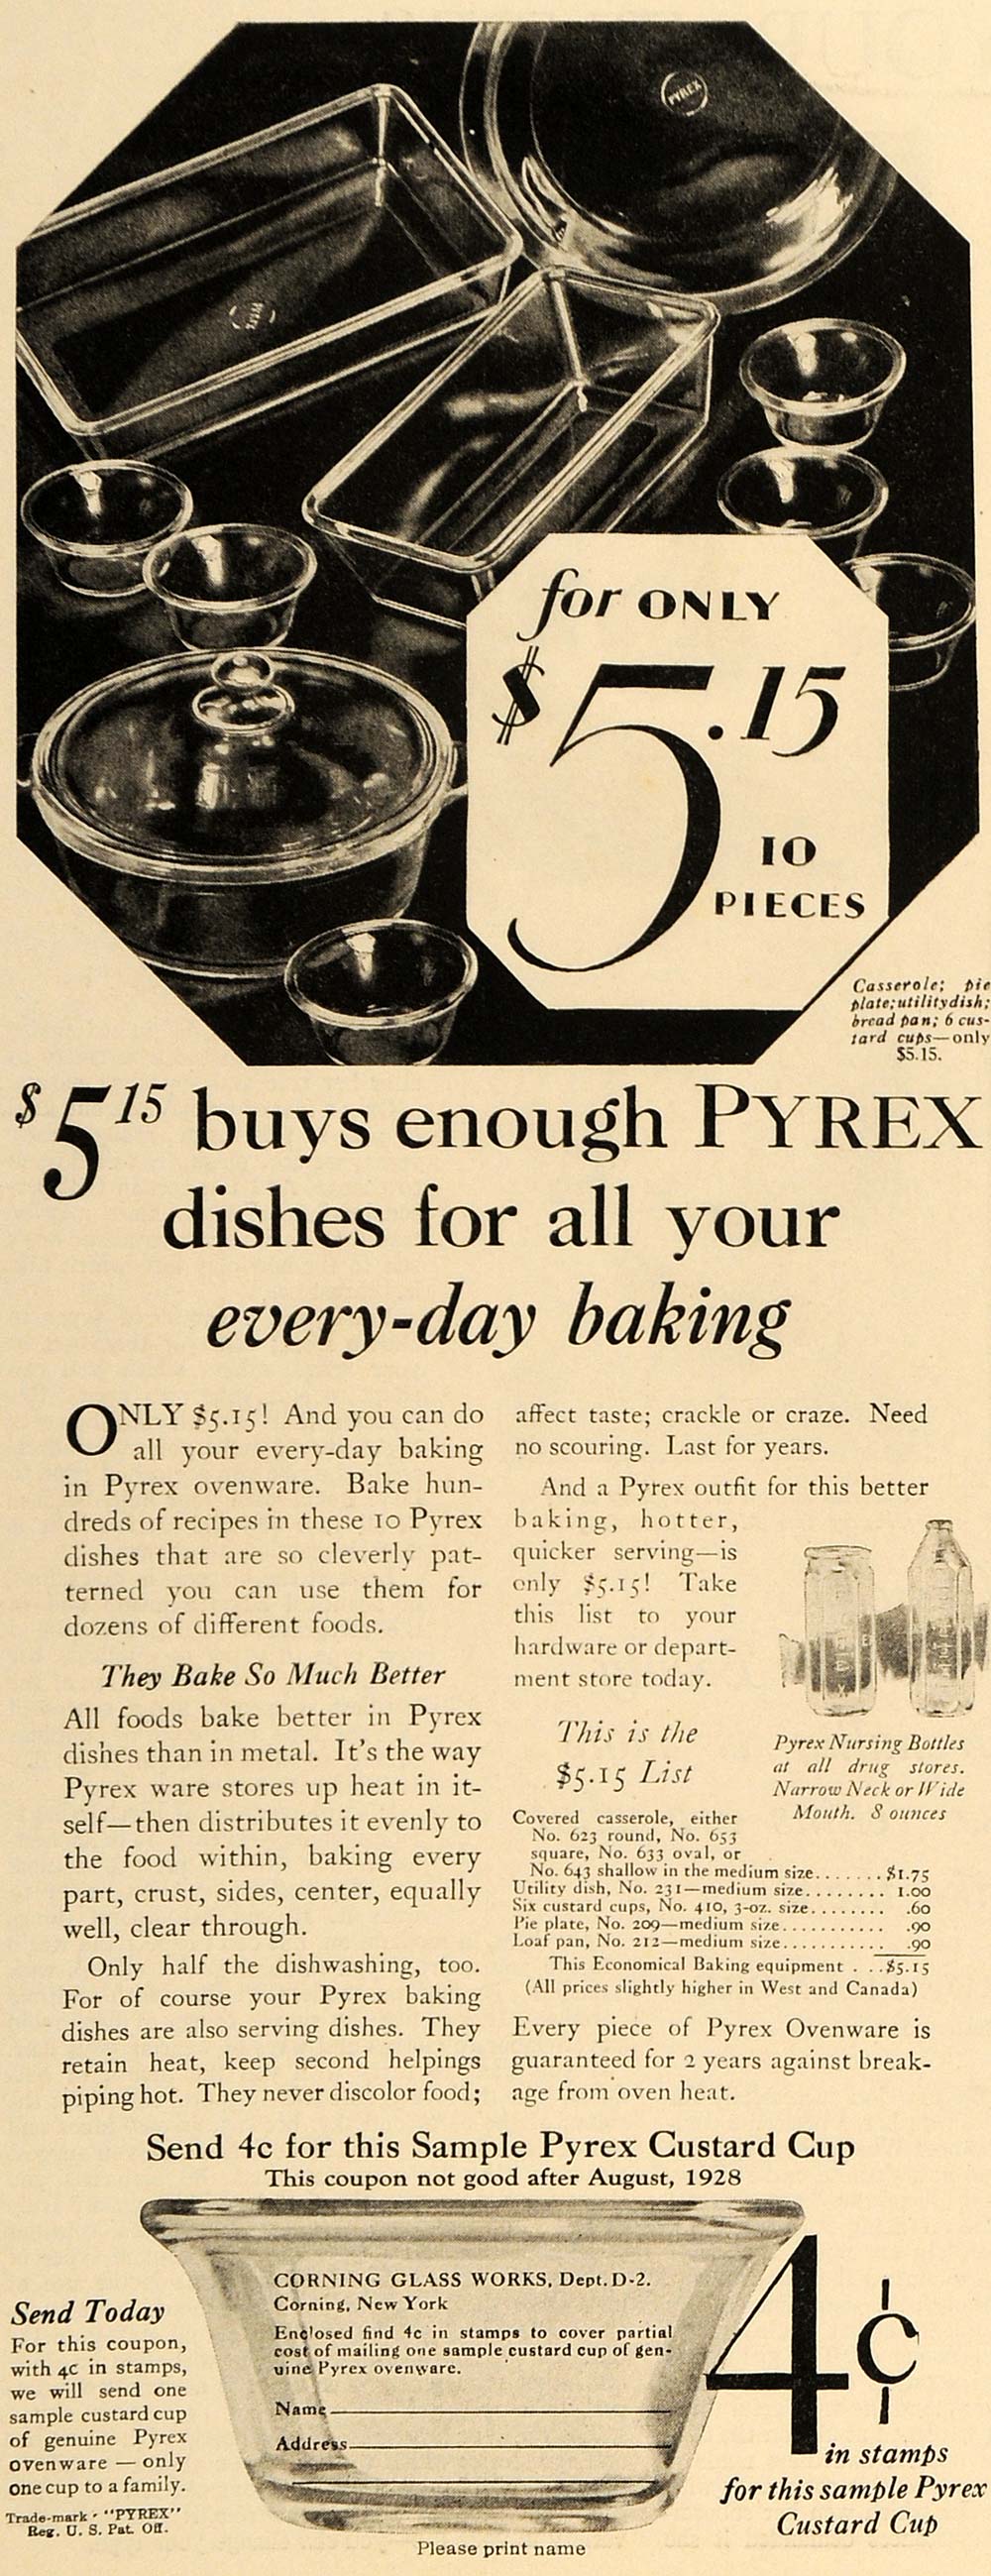 PYREX
PYREX
for ONLY
$5.15
10
PIECES
Casserole; pie
plate; utility dish;
bread pan; 6 cus-
tard cups—only
$5.15.
$5 15 buys enough PYREX
dishes for all your
every-day baking
ONLY $5.15! And you can do
all your every-day baking
in Pyrex ovenware. Bake hun-
dreds of recipes in these 10 Pyrex
dishes that are so cleverly pat-
terned you can use them for
dozens of different foods.
They Bake So Much Better
All foods bake better in Pyrex
dishes than in metal. It's the way
Pyrex ware stores up heat in it-
self—then distributes it evenly to
the food within, baking every
part, crust, sides, center, equally
well, clear through.
Only half the dishwashing, too.
For of course your Pyrex baking
dishes are also serving dishes. They
retain heat, keep second helpings
piping hot. They never discolor food;
affect taste; crackle or craze. Need
no scouring. Last for years.
And a Pyrex outfit for this better
baking, hotter,
quicker serving—is
only $5.15! Take
this list to your
hardware or depart-
ment store today.
Pyrex Nursing Bottles
at all drug stores.
Narrow Neck or Wide
Mouth. 8 ounces
This is the
$5.15 List
Covered casserole, either
No. 623 round, No. 653
square, No. 633 oval, or
No. 643 shallow in the medium size.......$1.75
Utility dish, No. 231—medium size........ 1.00
Six custard cups, No. 410, 3-oz. size........ .60
Pie plate, No. 209—medium size........... .90
Loaf pan, No. 212—medium size........... .90
This Economical Baking equipment . . .$5.15
(All prices slightly higher in West and Canada)
Every piece of Pyrex Ovenware is
guaranteed for 2 years against break-
age from oven heat.
Send 4c for this Sample Pyrex Custard Cup
This coupon not good after August, 1928
CORNING GLASS WORKS, Dept. D-2.
Corning, New York
Enclosed find 4c in stamps to cover partial
cost of mailing one sample custard cup of gen-
uine Pyrex ovenware.
Name
Address
Please print name
Send Today
For this coupon,
with 4c in stamps,
we will send one
sample custard cup
of genuine Pyrex
ovenware — only
one cup to a family.
Trade-mark "PYREX"
Reg. U. S. Pat. Off.
4¢
in stamps
for this sample Pyrex
Custard Cup